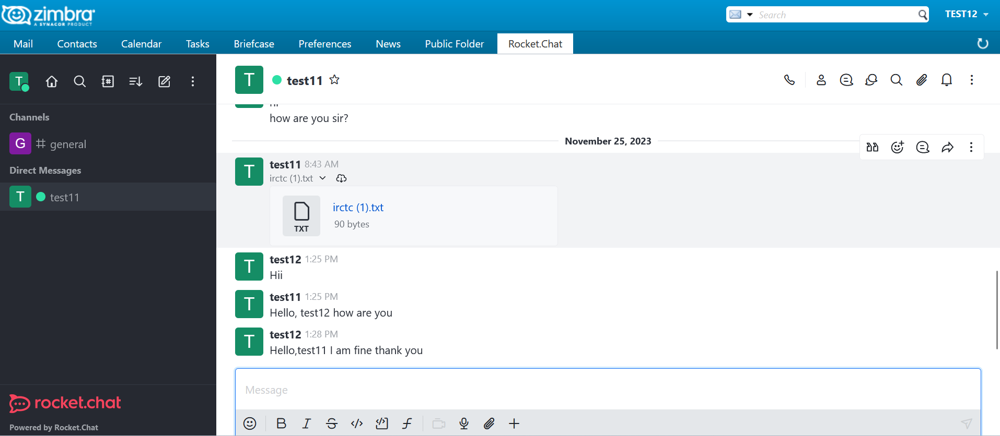 zimbra
A SYNACOR PRODUCT
Search
TEST12
Mail Contacts Calendar Tasks Briefcase Preferences News Public Folder Rocket.Chat
T
T test11
Channels
G general
Direct Messages
T test11
how are you sir?
November 25, 2023
T test11 8:43 AM
irctc (1).txt
TXT
irctc (1).txt
90 bytes
T test12 1:25 PM
Hii
T test11 1:25 PM
Hello, test12 how are you
T test12 1:28 PM
Hello,test11 I am fine thank you
Message
B I S </> </> f
rocket.chat
Powered by Rocket.Chat